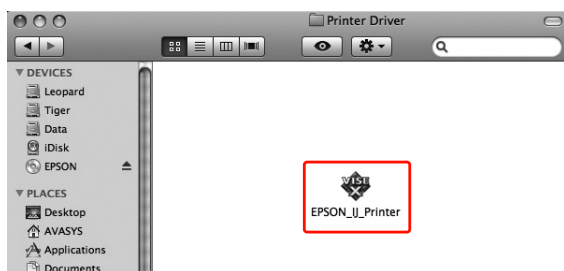 Printer Driver
DEVICES
Leopard
Tiger
Data
iDisk
EPSON
PLACES
Desktop
AVASYS
Applications
Documents
VISE
X
EPSON_IJ_Printer